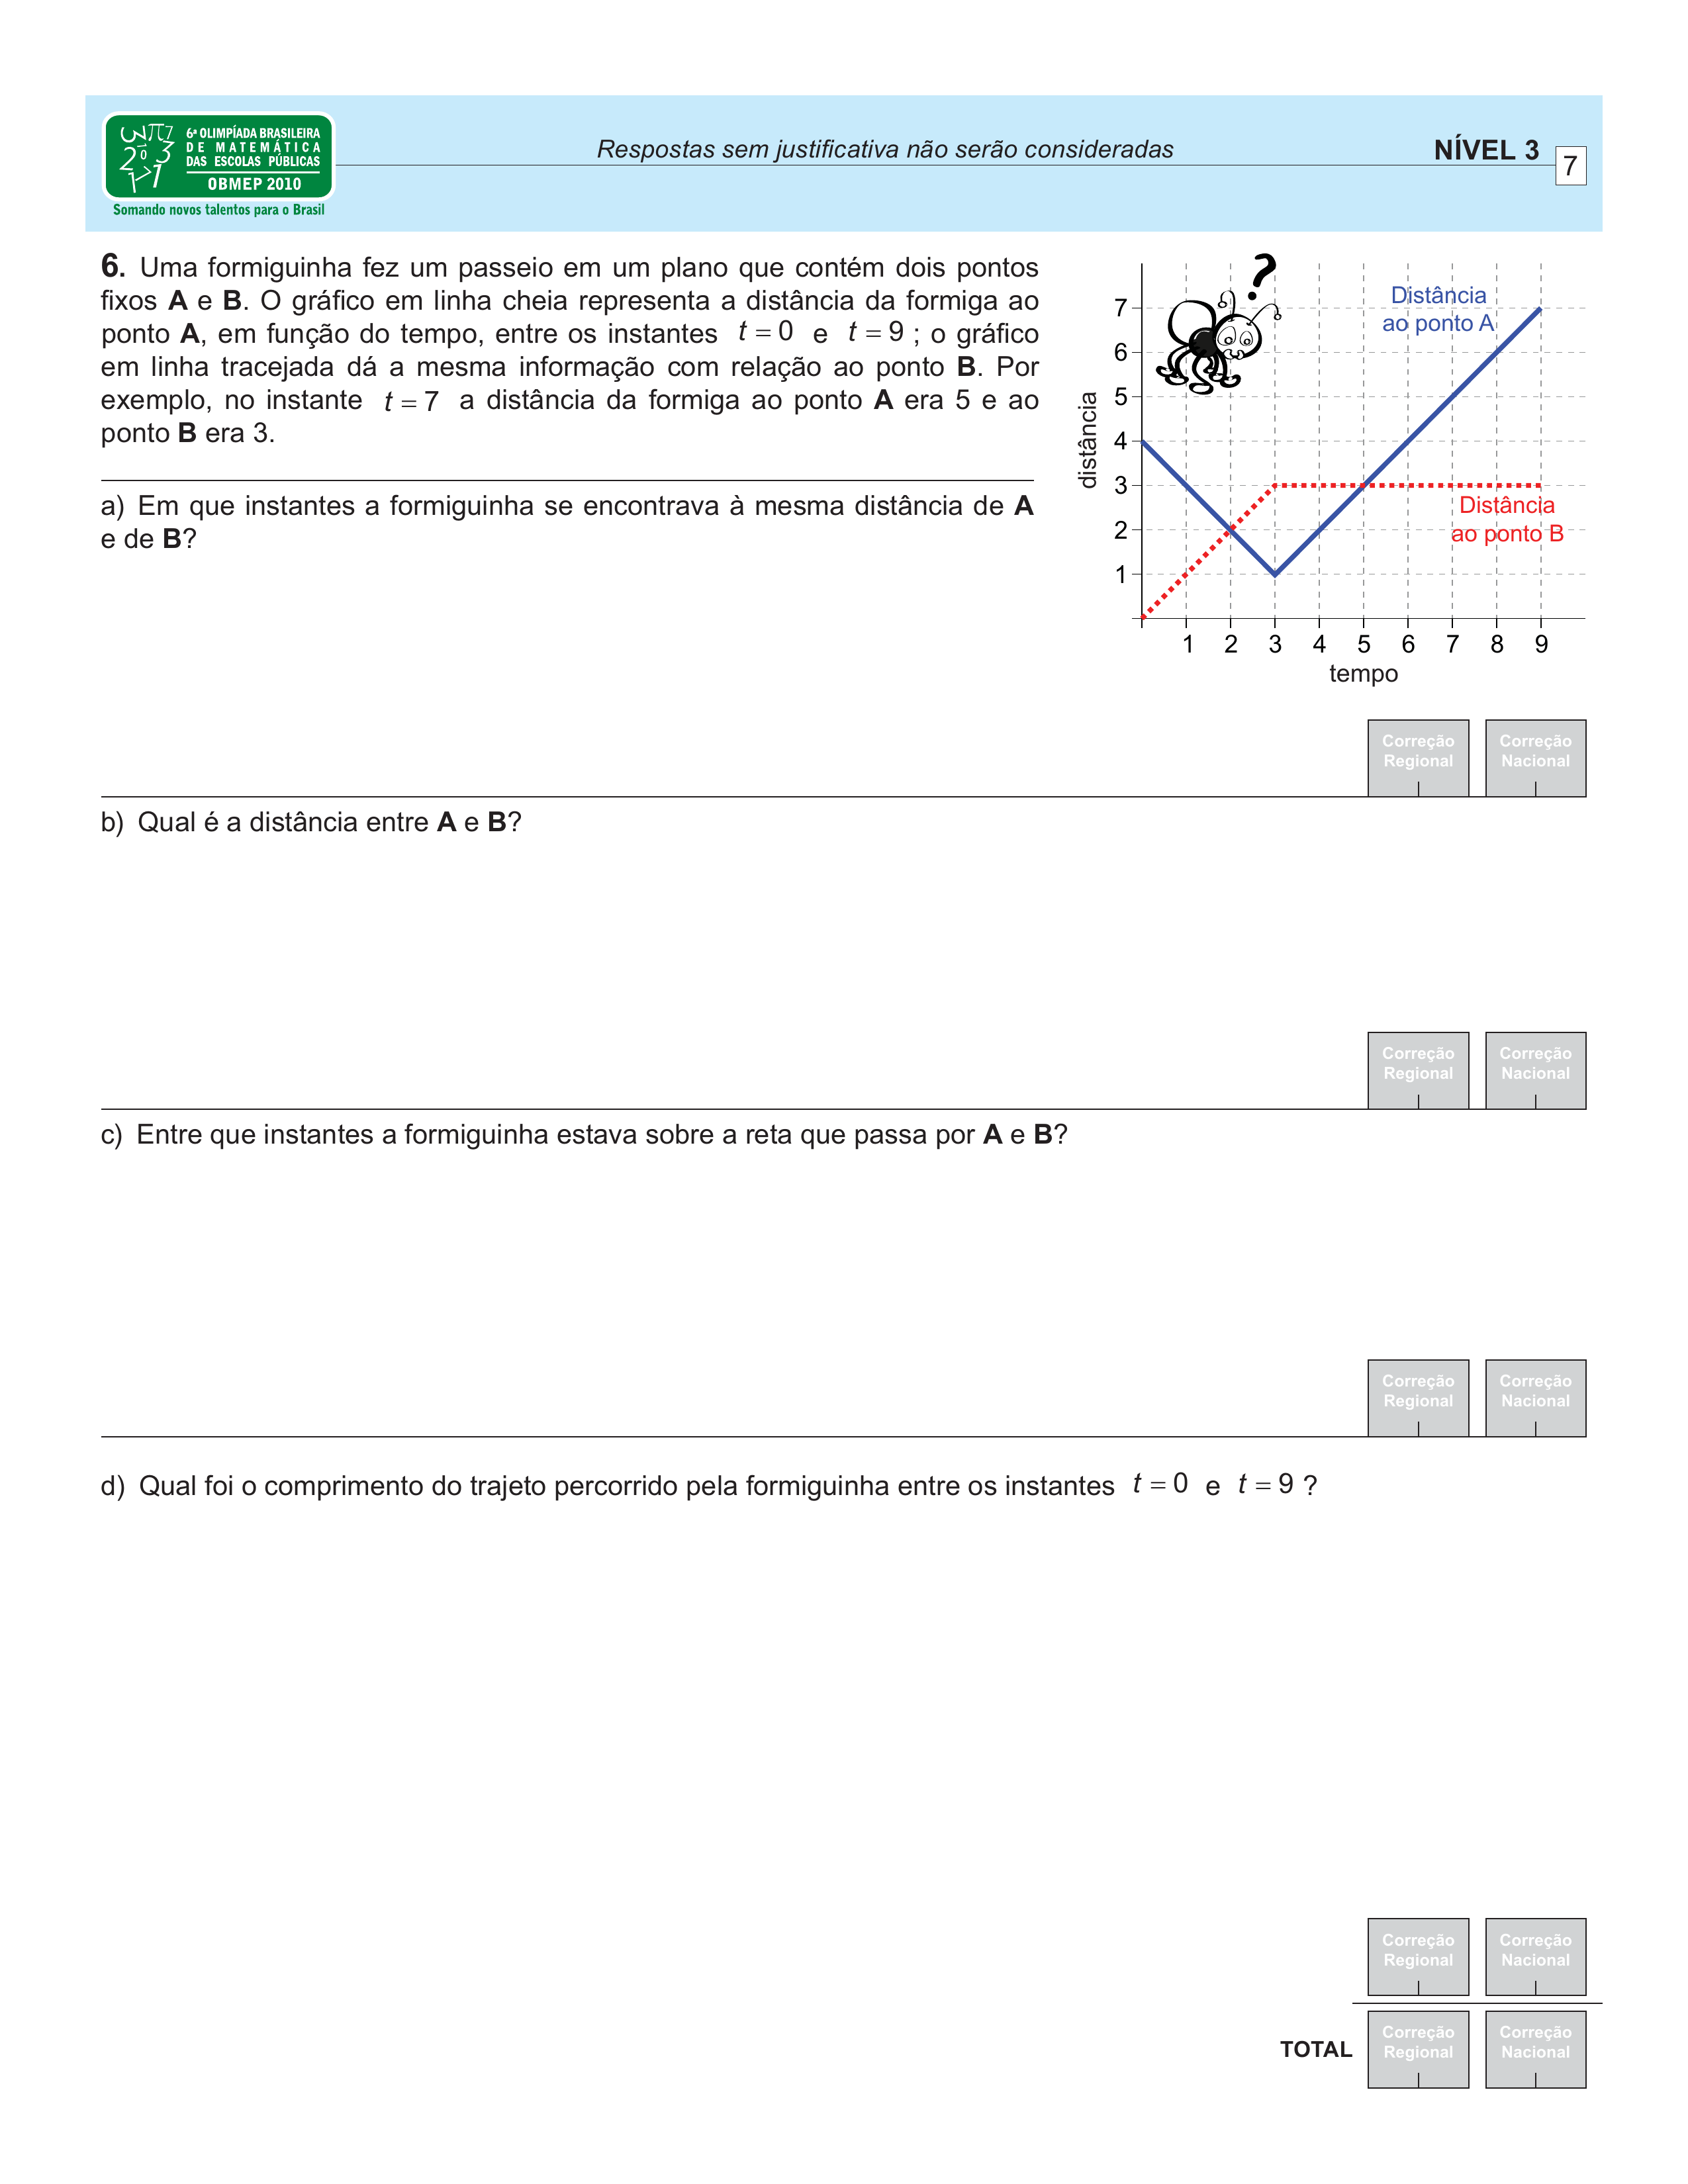 6ª OLIMPÍADA BRASILEIRA
DE MATEMÁTICA
DAS ESCOLAS PÚBLICAS
OBMEP 2010
Somando novos talentos para o Brasil
Respostas sem justificativa não serão consideradas
NÍVEL 3
7
6. Uma formiguinha fez um passeio em um plano que contém dois pontos
fixos A e B. O gráfico em linha cheia representa a distância da formiga ao
ponto A, em função do tempo, entre os instantes t = 0 e t = 9 ; o gráfico
em linha tracejada dá a mesma informação com relação ao ponto B. Por
exemplo, no instante t = 7 a distância da formiga ao ponto A era 5 e ao
ponto B era 3.
a) Em que instantes a formiguinha se encontrava à mesma distância de A
e de B?
?
Distância
ao ponto A
7
6
5
4
3
2
1
distância
Distância
ao ponto B
1 2 3 4 5 6 7 8 9
tempo
Correção Regional
Correção Nacional
b) Qual é a distância entre A e B?
Correção Regional
Correção Nacional
c) Entre que instantes a formiguinha estava sobre a reta que passa por A e B?
Correção Regional
Correção Nacional
d) Qual foi o comprimento do trajeto percorrido pela formiguinha entre os instantes t = 0 e t = 9 ?
Correção Regional
Correção Nacional
TOTAL
Correção Regional
Correção Nacional